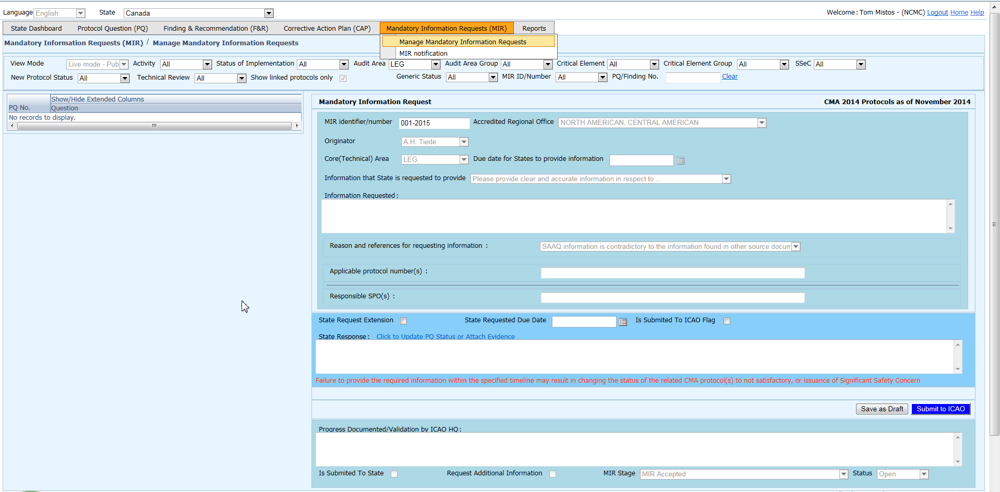 Language English State Canada Welcome : Tom Mistos - (NCMC) Logout Home Help
State Dashboard Protocol Question (PQ) Finding & Recommendation (F&R) Corrective Action Plan (CAP) Mandatory Information Requests (MIR) Reports
Mandatory Information Requests (MIR) / Manage Mandatory Information Requests
Manage Mandatory Information Requests
MIR notification
View Mode Live mode - Pub Activity All Status of Implementation All Audit Area LEG Audit Area Group All Critical Element All Critical Element Group All SSeC All
New Protocol Status All Technical Review All Show linked protocols only Generic Status All MIR ID/Number All PQ/Finding No. Clear
Show/Hide Extended Columns
PQ No. Question
No records to display.
Mandatory Information Request CMA 2014 Protocols as of November 2014
MIR identifier/number 001-2015 Accredited Regional Office NORTH AMERICAN, CENTRAL AMERICAN
Originator A.H. Tiede
Core(Technical) Area LEG Due date for States to provide information
Information that State is requested to provide Please provide clear and accurate information in respect to ...
Information Requested :
Reason and references for requesting information : SAAQ information is contradictory to the information found in other source docum
Applicable protocol number(s) :
Responsible SPO(s) :
State Request Extension State Requested Due Date Is Submited To ICAO Flag
State Response : Click to Update PQ Status or Attach Evidence
Failure to provide the required information within the specified timeline may result in changing the status of the related CMA protocol(s) to not satisfactory, or issuance of Significant Safety Concern
Save as Draft Submit to ICAO
Progress Documented/Validation by ICAO HQ :
Is Submited To State Request Additional Information MIR Stage MIR Accepted Status Open